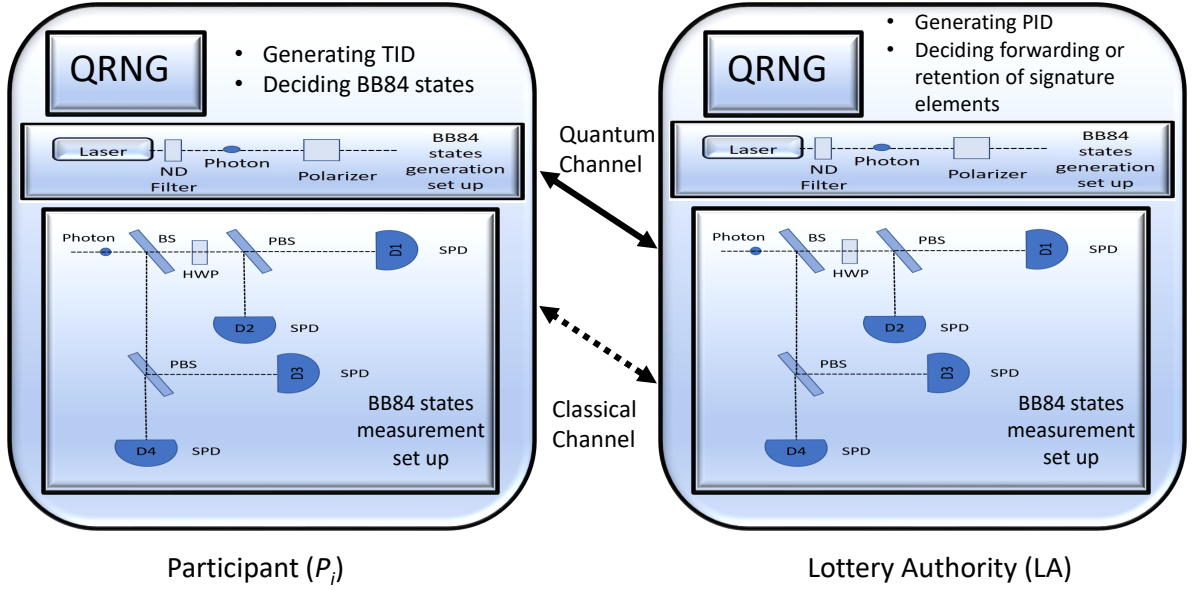 QRNG
• Generating TID
• Deciding BB84 states
Laser
ND
Filter
Photon
Polarizer
BB84
states
generation
set up
Photon
BS
HWP
PBS
D1
SPD
D2
SPD
PBS
D3
SPD
D4
SPD
BB84 states
measurement
set up
Participant (Pi)
Quantum
Channel
Classical
Channel
QRNG
• Generating PID
• Deciding forwarding or
retention of signature
elements
Laser
ND
Filter
Photon
Polarizer
BB84
states
generation
set up
Photon
BS
HWP
PBS
D1
SPD
D2
SPD
PBS
D3
SPD
D4
SPD
BB84 states
measurement
set up
Lottery Authority (LA)